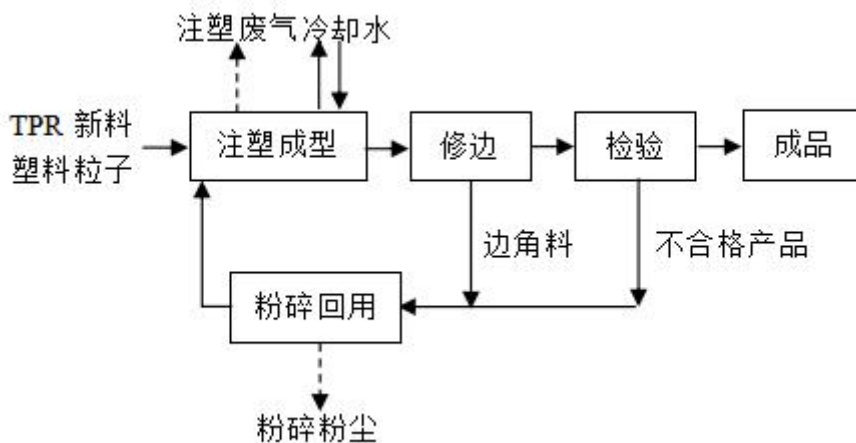 注塑废气冷却水
TPR 新料
塑料粒子
注塑成型
修边
检验
成品
边角料
不合格产品
粉碎回用
粉碎粉尘